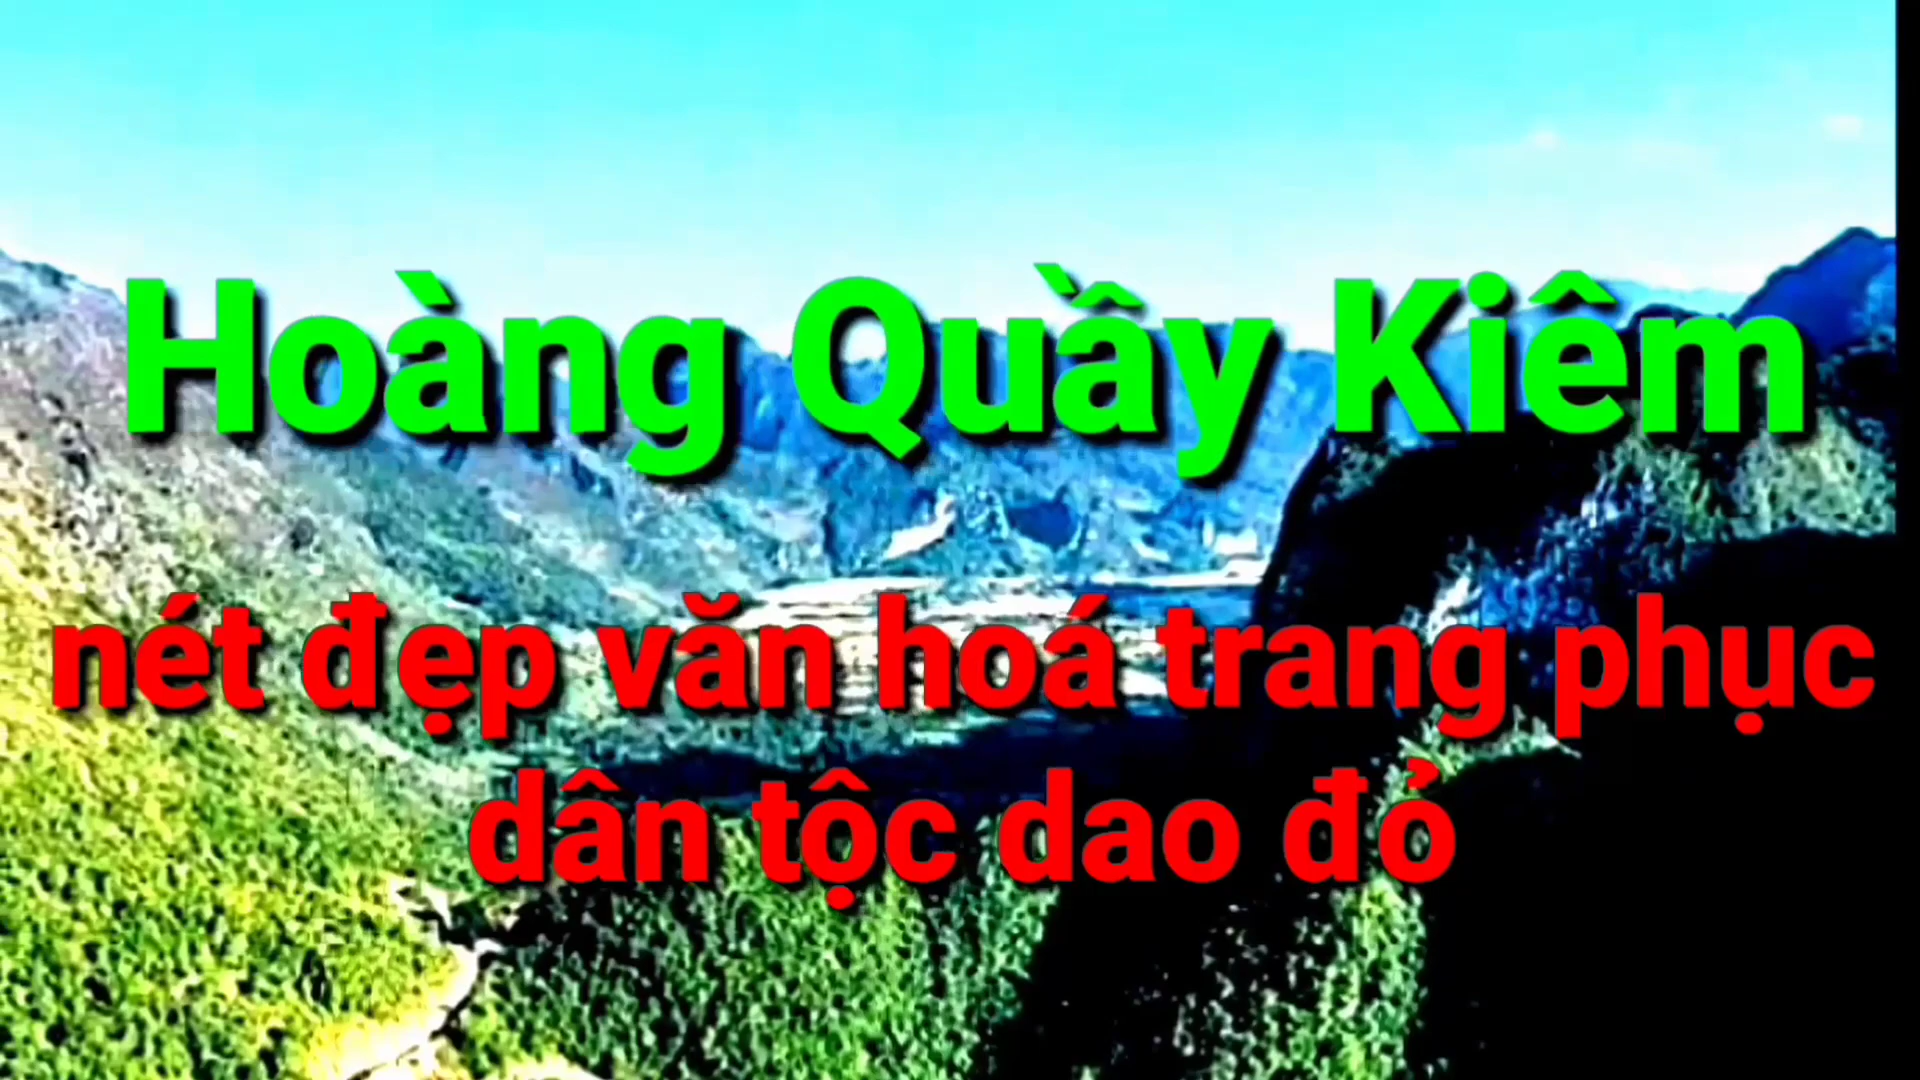 Hoàng Quầy Kiêm
nét đẹp văn hoá trang phục
dân tộc dao đỏ